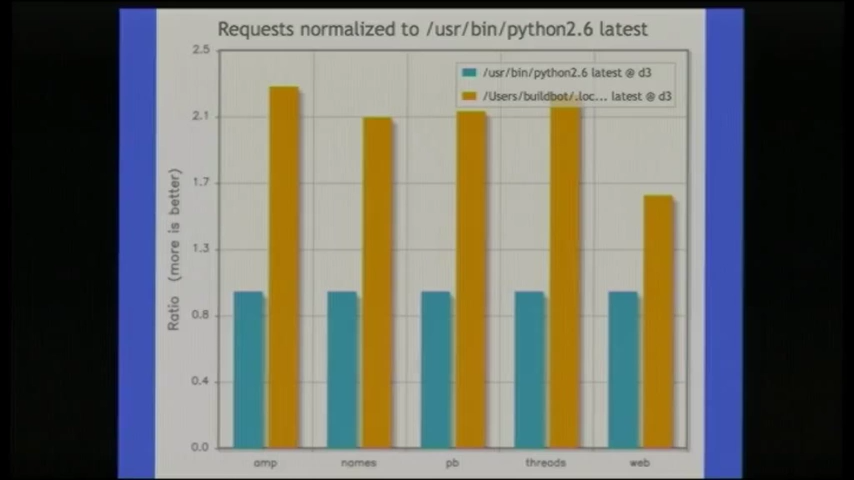 Requests normalized to /usr/bin/python2.6 latest
2.5
/usr/bin/python2.6 latest @ d3
/Users/buildbot/.loc... latest @ d3
2.1
1.7
1.3
0.8
0.4
0.0
Ratio (more is better)
amp names pb threads web